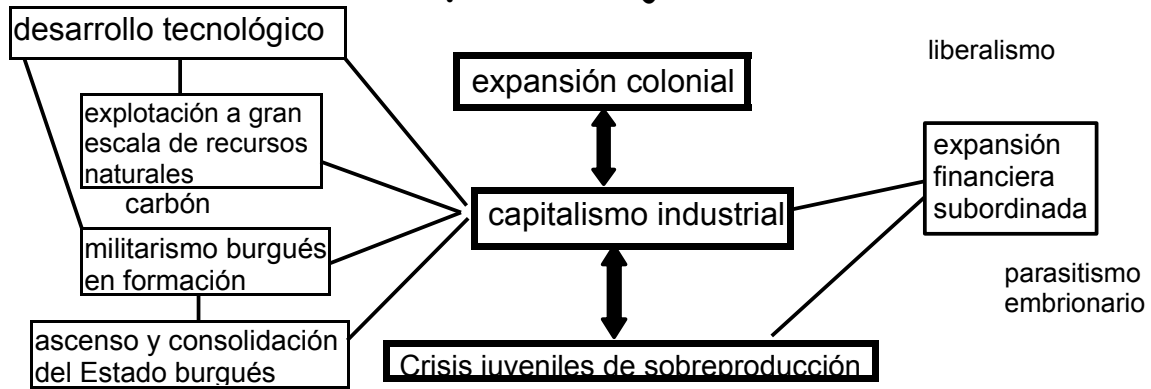 desarrollo tecnológico
explotación a gran
escala de recursos
naturales
carbón
militarismo burgués
en formación
ascenso y consolidación
del Estado burgués
expansión colonial
capitalismo industrial
Crisis juveniles de sobreproducción
liberalismo
expansión
financiera
subordinada
parasitismo
embrionario